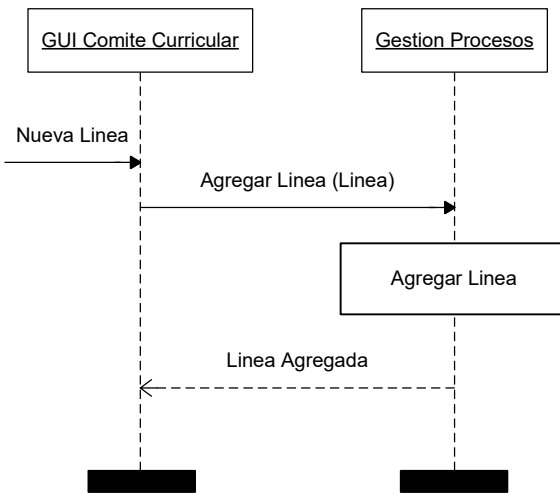 GUI Comite Curricular
Gestion Procesos
Nueva Linea
Agregar Linea (Linea)
Agregar Linea
Linea Agregada